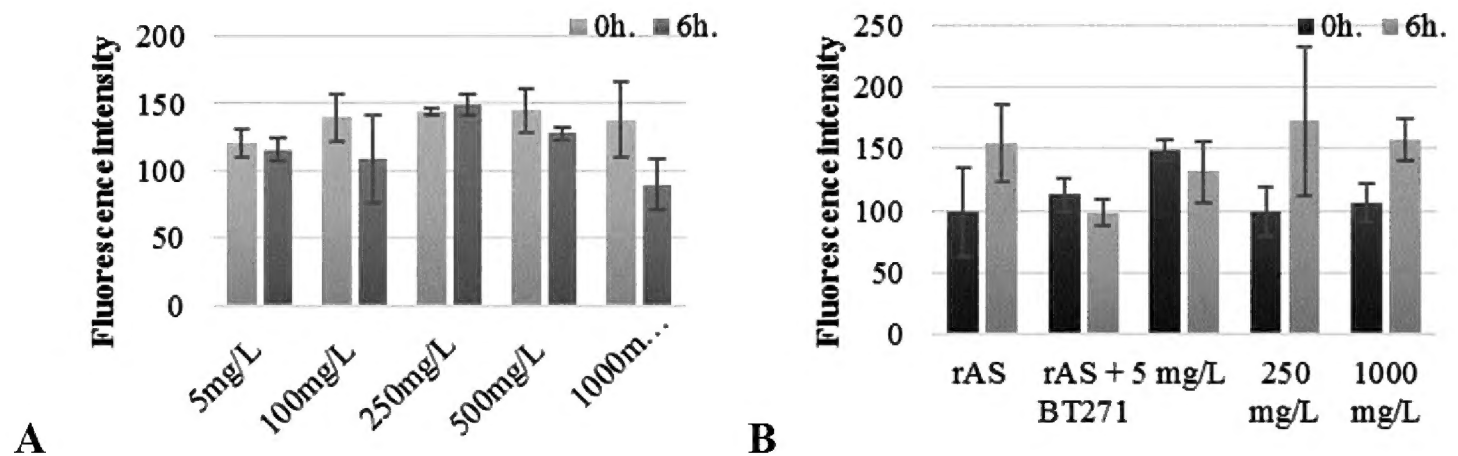 Fluorescence intensity
200
150
100
50
0
0h. 6h.
5mg/L
100mg/L
250mg/L
500mg/L
1000m...
A
Fluorescence intensity
250
200
150
100
50
0
0h. 6h.
rAS
rAS +
BT271
5 mg/L
250
mg/L
1000
mg/L
B